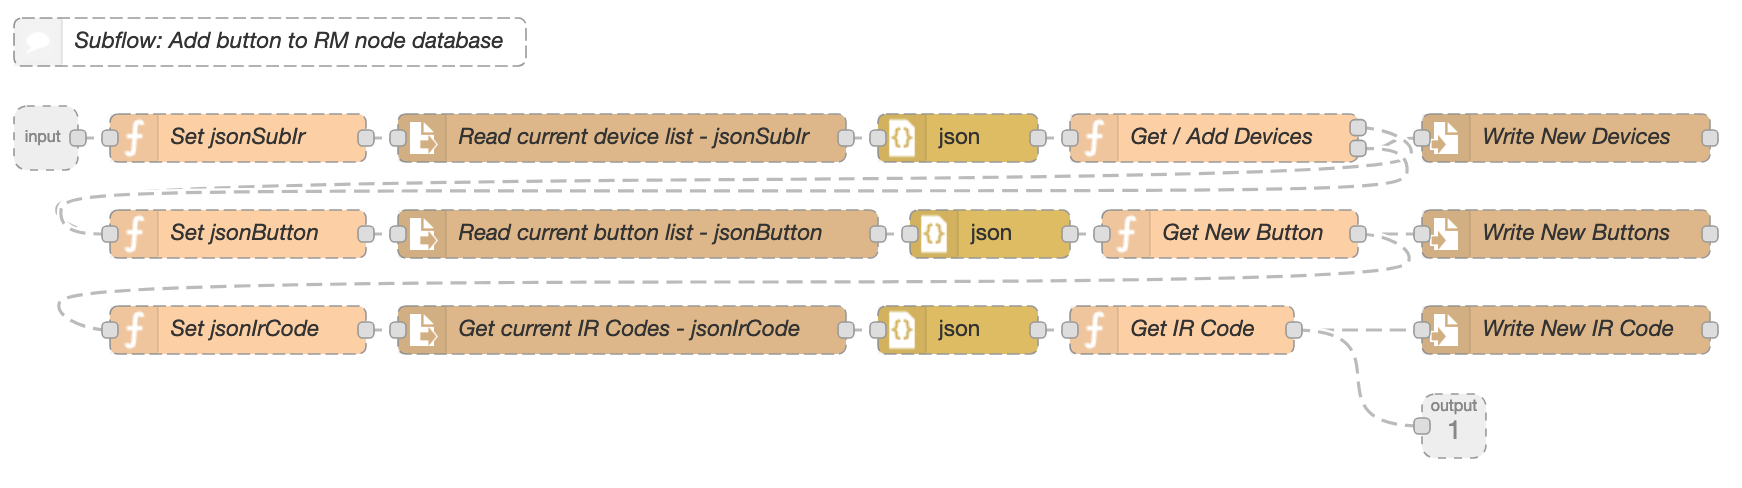 Subflow: Add button to RM node database
input
Set jsonSubIr
Read current device list - jsonSubIr
{} json
Get / Add Devices
Write New Devices
Set jsonButton
Read current button list - jsonButton
{} json
Get New Button
Write New Buttons
Set jsonIrCode
Get current IR Codes - jsonIrCode
{} json
Get IR Code
Write New IR Code
output
1